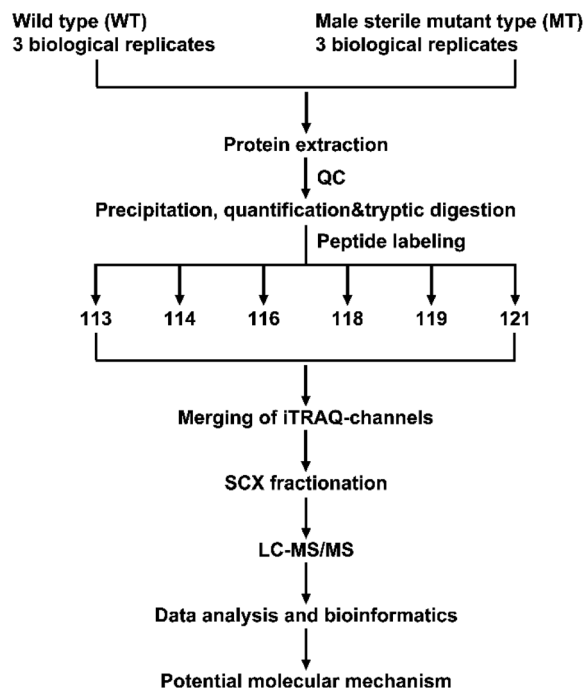 Wild type (WT)
3 biological replicates
Male sterile mutant type (MT)
3 biological replicates
Protein extraction
QC
Precipitation, quantification&tryptic digestion
Peptide labeling
113 114 116 118 119 121
Merging of iTRAQ-channels
SCX fractionation
LC-MS/MS
Data analysis and bioinformatics
Potential molecular mechanism